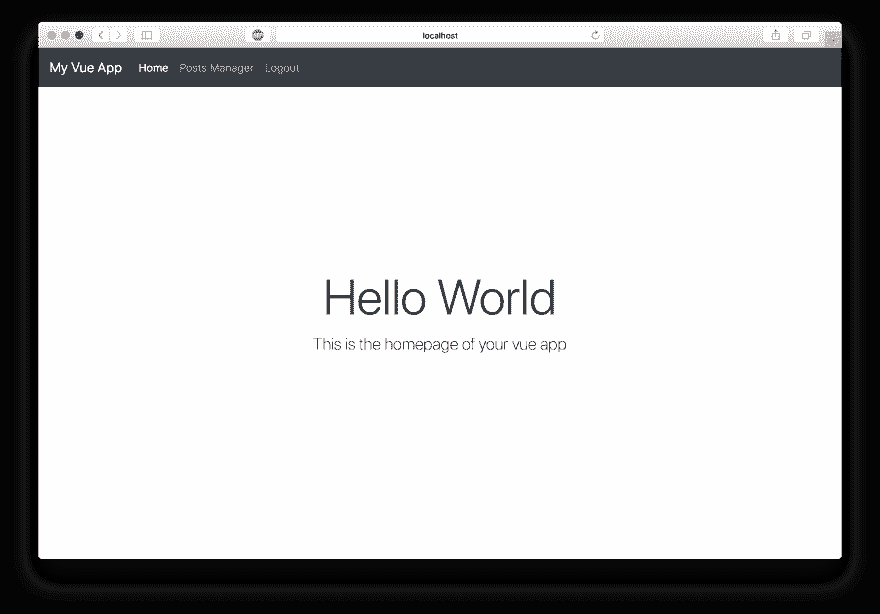 localhost
My Vue App Home Posts Manager Logout
Hello World
This is the homepage of your vue app